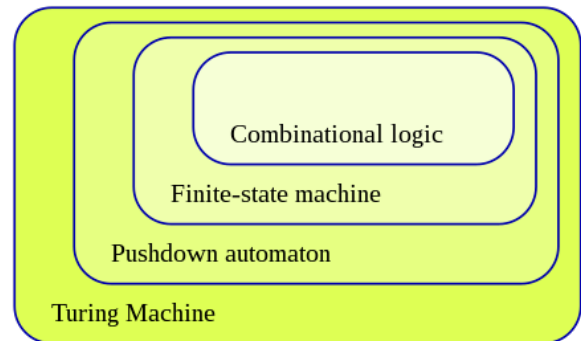 Combinational logic
Finite-state machine
Pushdown automaton
Turing Machine